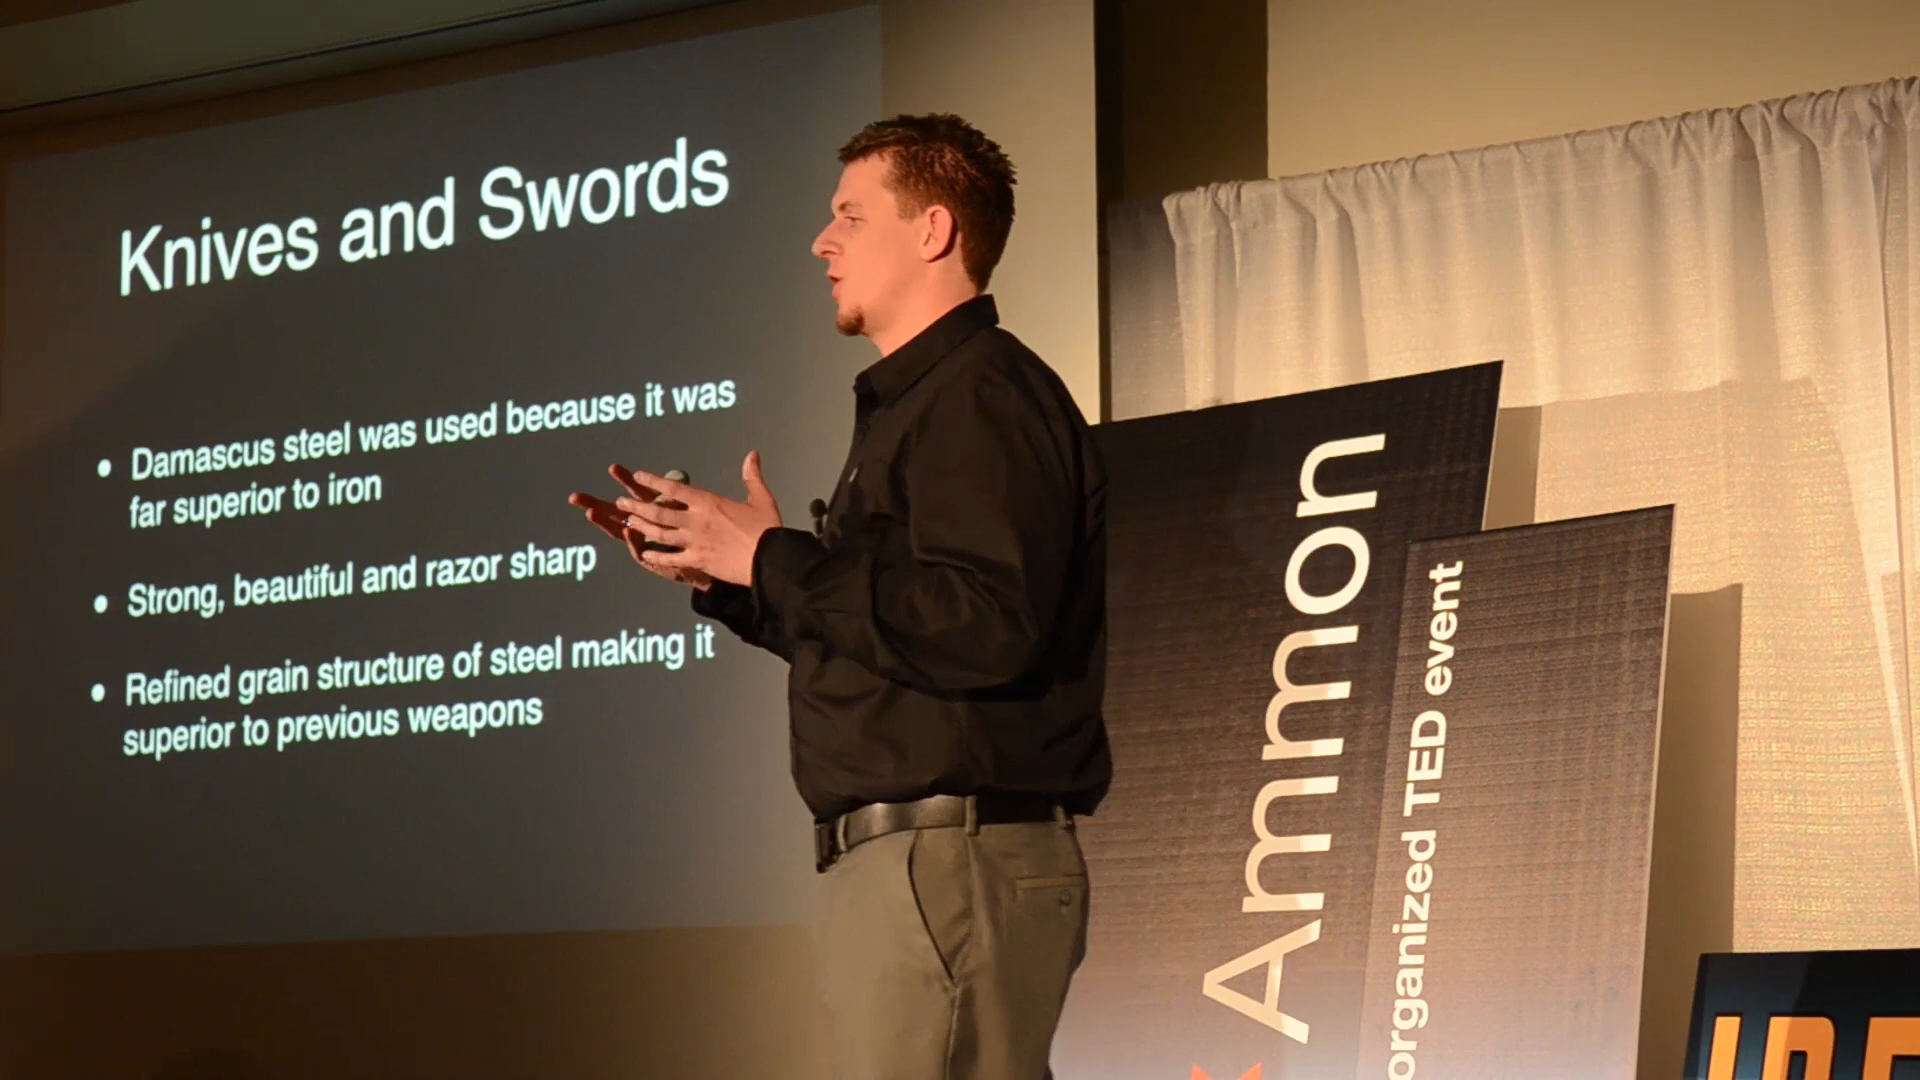 Knives and Swords
• Damascus steel was used because it was
far superior to iron
• Strong, beautiful and razor sharp
• Refined grain structure of steel making it
superior to previous weapons
x Ammon
organized TED event